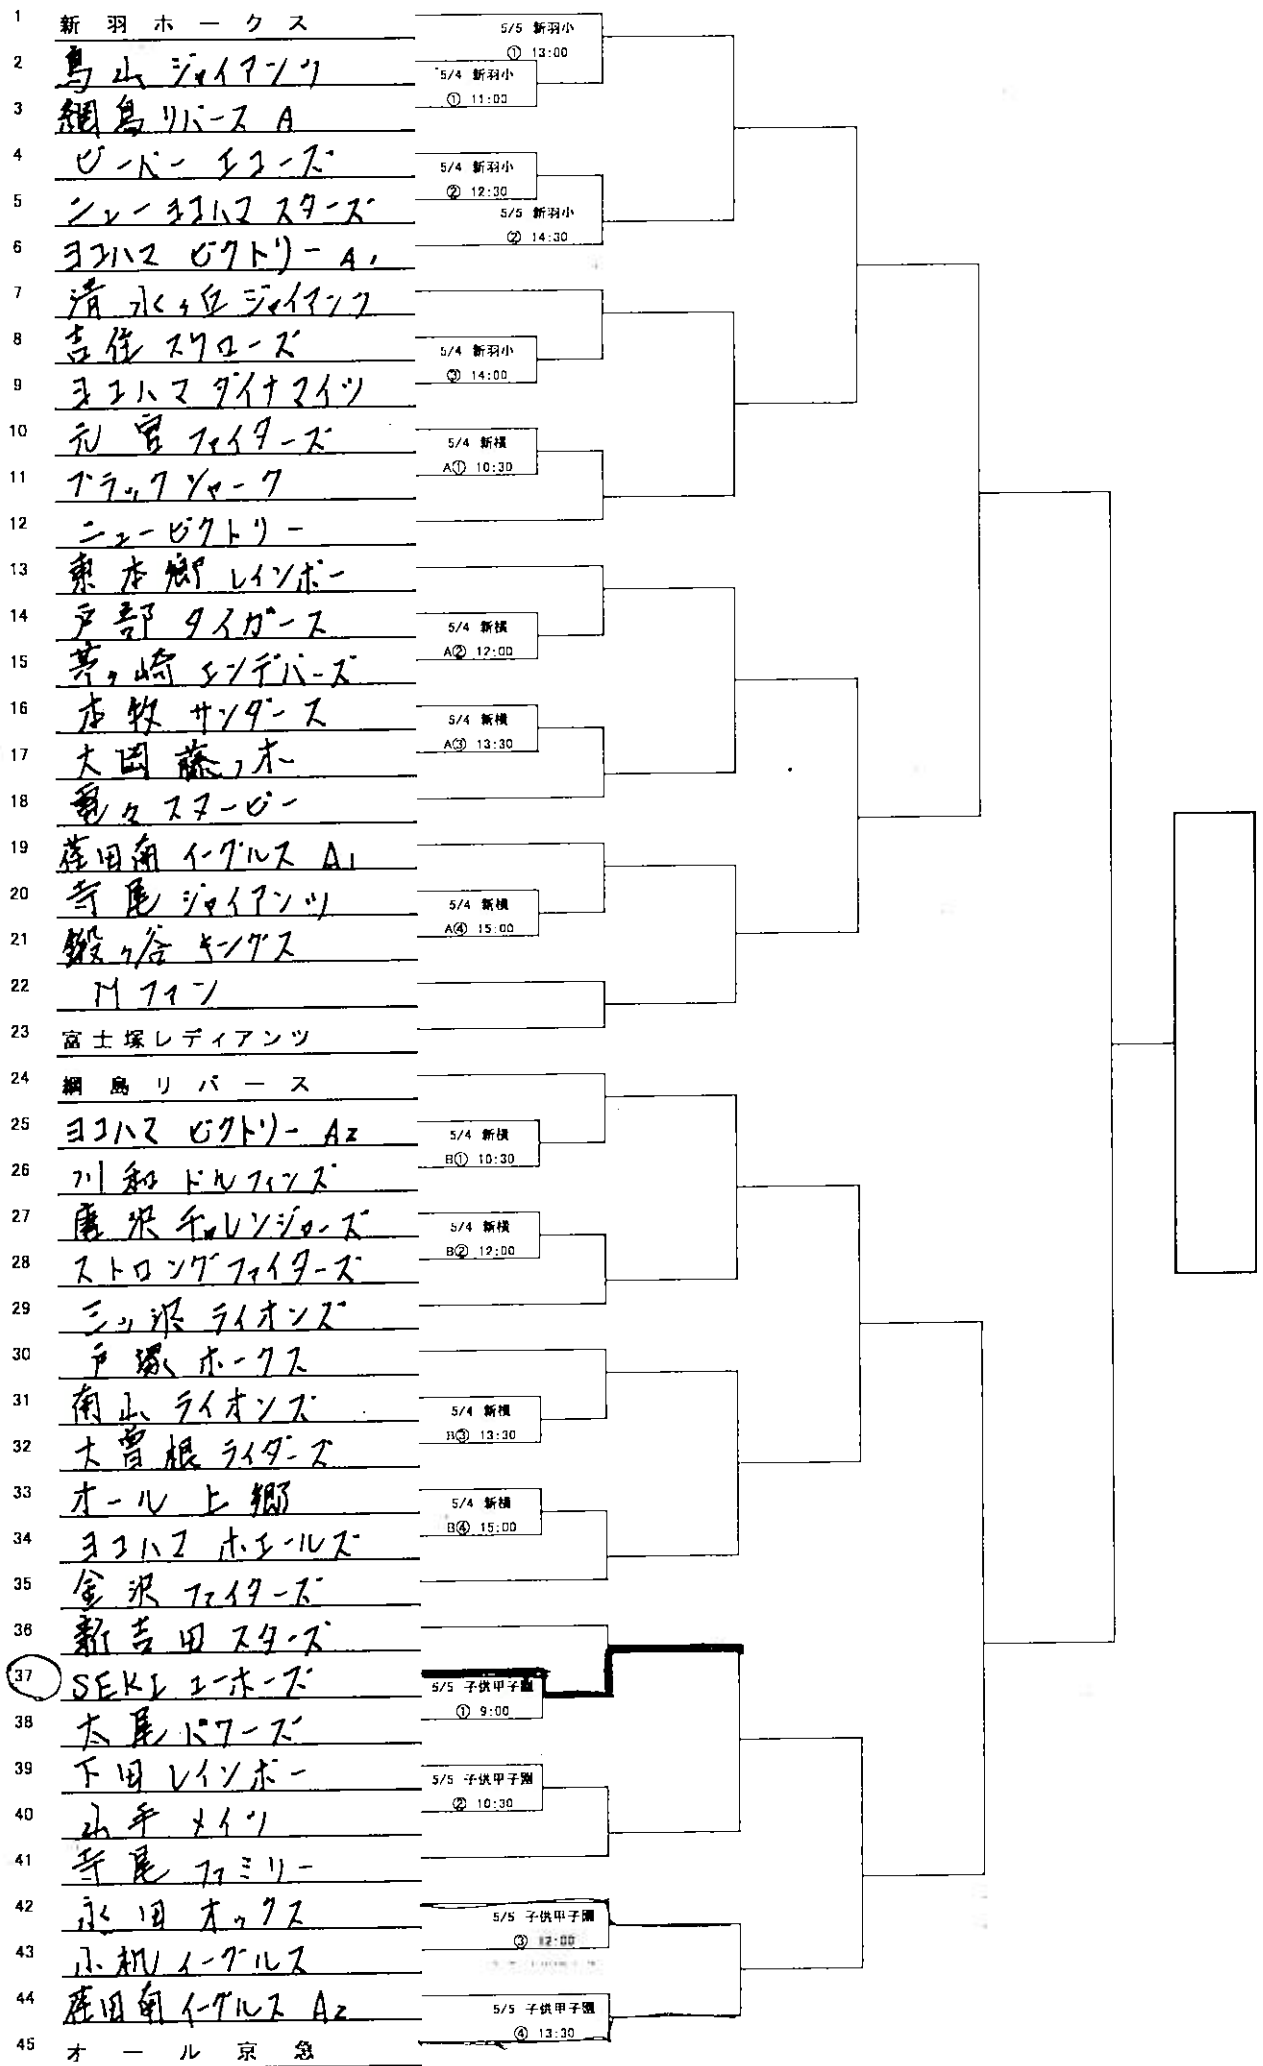 1 新羽ホークス
5/5 新羽小
① 13:00
2 鳥山 ジャイアンツ
5/4 新羽小
① 11:00
3 綱島リバース A
4 ビーバー エコーズ
5/4 新羽小
② 12:30
5 ニューヨコハマ スターズ
5/5 新羽小
② 14:30
6 ヨコハマ ビクトリー A1
7 清水ヶ丘 ジャイアンツ
8 吉住 スワローズ
5/4 新羽小
③ 14:00
9 ヨコハマ ダイナマイツ
10 元宮 ファイターズ
5/4 新横
A① 10:30
11 ブラックシャーク
12 ニュービクトリー
13 東本郷 レインボー
14 戸部 タイガース
5/4 新横
A② 12:00
15 茅ヶ崎 エンデバーズ
16 本牧 サンダース
5/4 新横
A③ 13:30
17 大岡 藤ノ木
18 竜々 スヌーピー
19 荏田南 イーグルス A1
20 寺尾 ジャイアンツ
5/4 新横
A④ 15:00
21 鍛ヶ谷 キングス
22 Mフィン
23 富士塚レディアンツ
24 綱島リバース
25 ヨコハマ ビクトリー A2
5/4 新横
B① 10:30
26 川和 ドルフィンズ
27 唐沢 チャレンジャーズ
5/4 新横
B② 12:00
28 ストロングファイターズ
29 三ッ沢 ライオンズ
30 戸塚 ホークス
31 南山 ライオンズ
5/4 新横
B③ 13:30
32 大曽根 ライダーズ
33 オール 上郷
5/4 新横
B④ 15:00
34 ヨコハマ ホエールズ
35 金沢 ファイターズ
36 新吉田 スターズ
37 SEKI ユーホーズ
5/5 子供甲子園
① 9:00
38 太尾 パワーズ
39 下田 レインボー
5/5 子供甲子園
② 10:30
40 山手 メイツ
41 寺尾 ファミリー
42 永田 オックス
5/5 子供甲子園
③ 12:00
43 小机 イーグルス
44 荏田南 イーグルス A2
5/5 子供甲子園
④ 13:30
45 オール京急